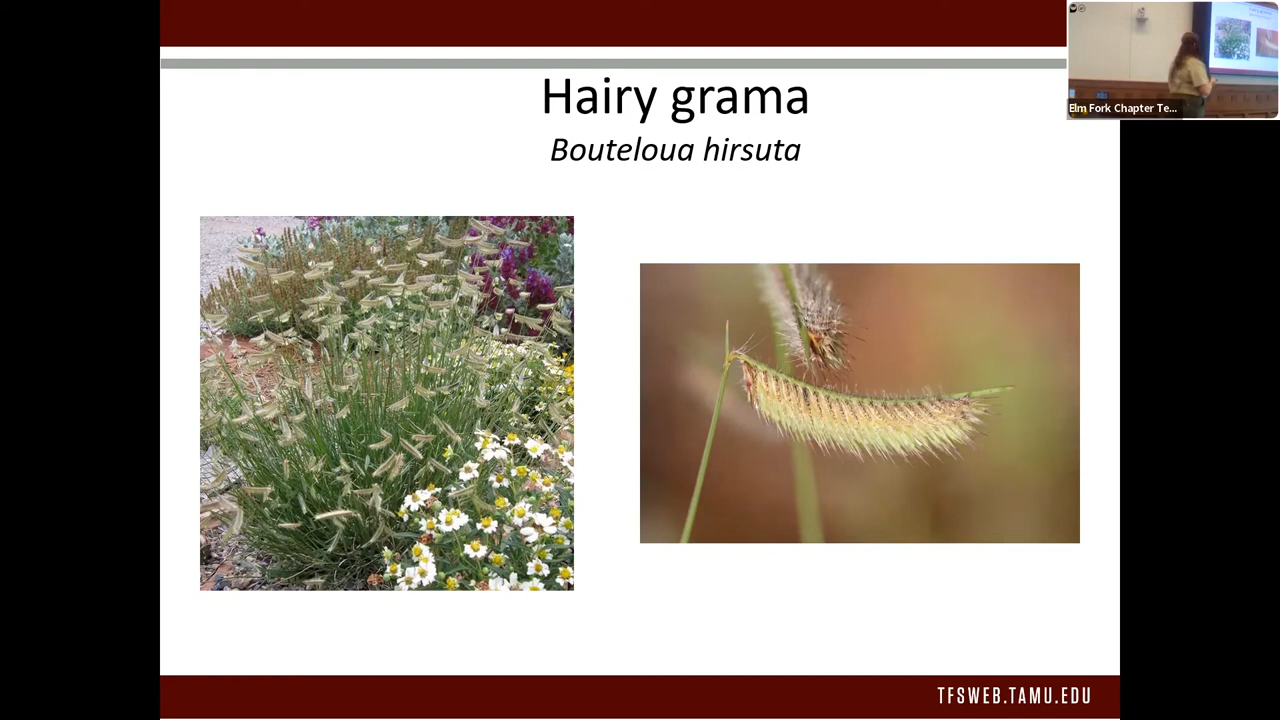 Hairy grama
Bouteloua hirsuta
Elm Fork Chapter Te...
TFSWEB.TAMU.EDU